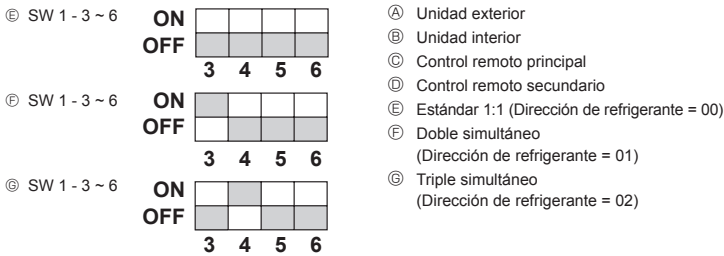 Ⓔ SW 1 - 3 ~ 6
ON
OFF
3 4 5 6
Ⓕ SW 1 - 3 ~ 6
ON
OFF
3 4 5 6
Ⓖ SW 1 - 3 ~ 6
ON
OFF
3 4 5 6
Ⓐ Unidad exterior
Ⓑ Unidad interior
Ⓒ Control remoto principal
Ⓓ Control remoto secundario
Ⓔ Estándar 1:1 (Dirección de refrigerante = 00)
Ⓕ Doble simultáneo
(Dirección de refrigerante = 01)
Ⓖ Triple simultáneo
(Dirección de refrigerante = 02)